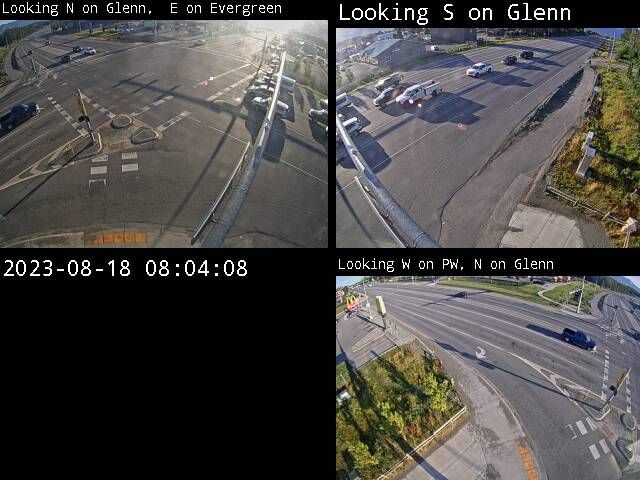 Looking N on Glenn,  E on Evergreen
Looking S on Glenn
2023-08-18 08:04:08
Looking W on PW, N on Glenn